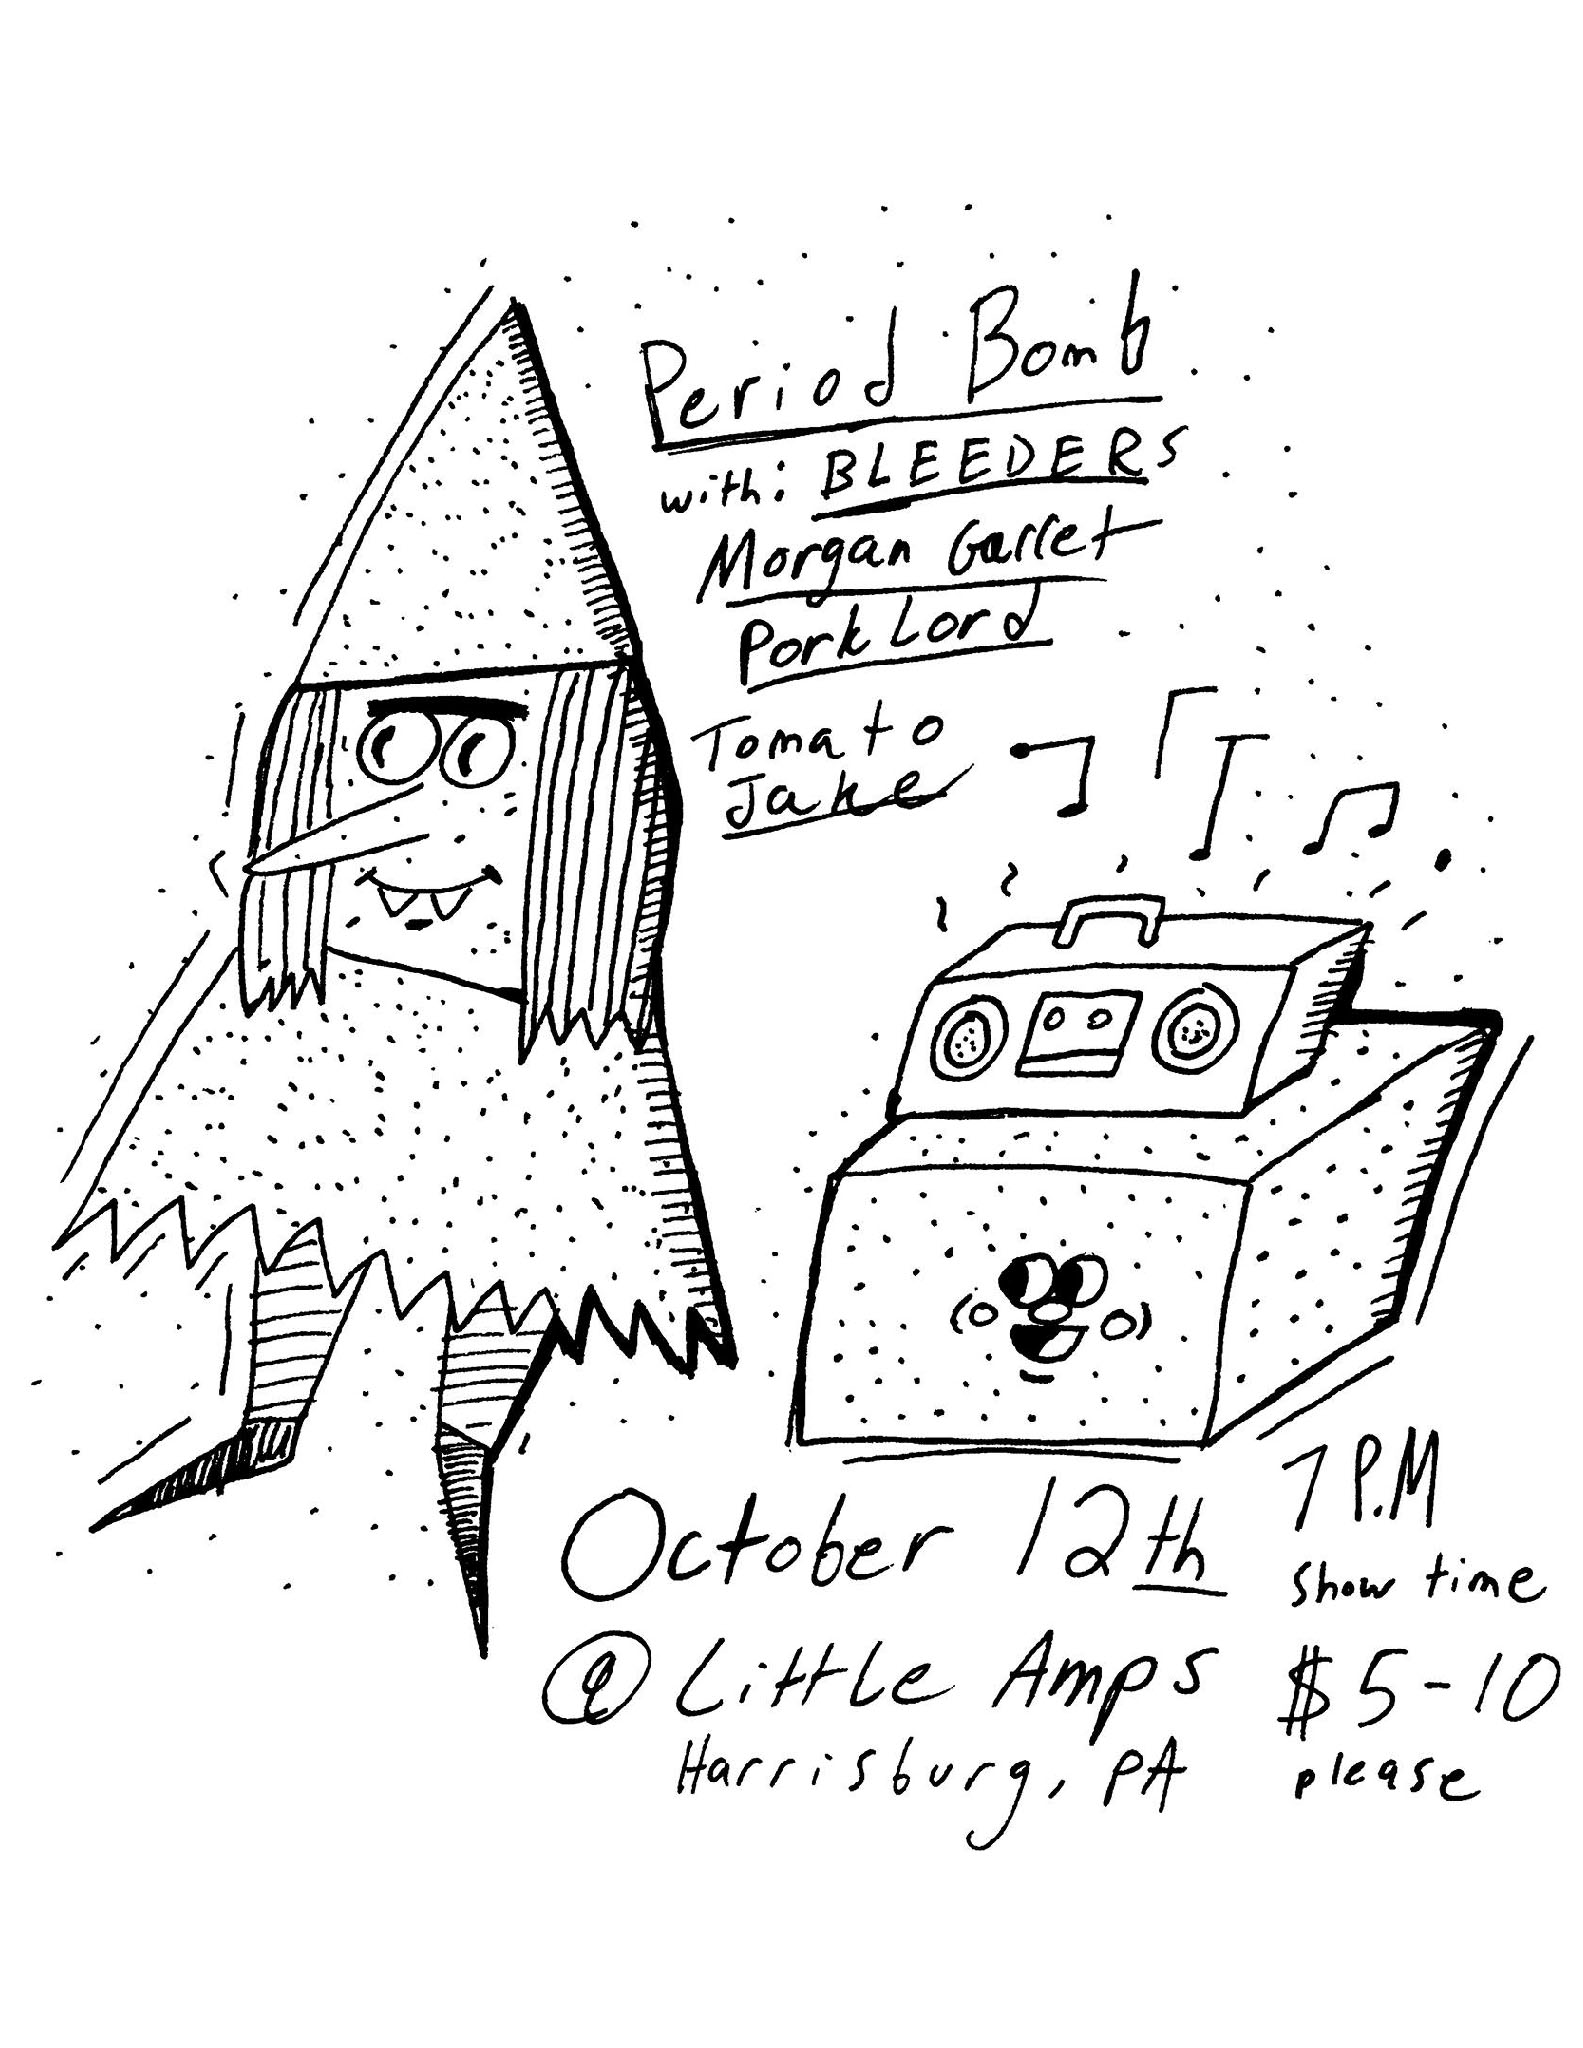 Period Bomb
with: BLEEDERS
Morgan Garret
Pork Lord
Tomato
Jake
October 12th
7 P.M
show time
@ Little Amps
$5-10
Harrisburg, PA
please